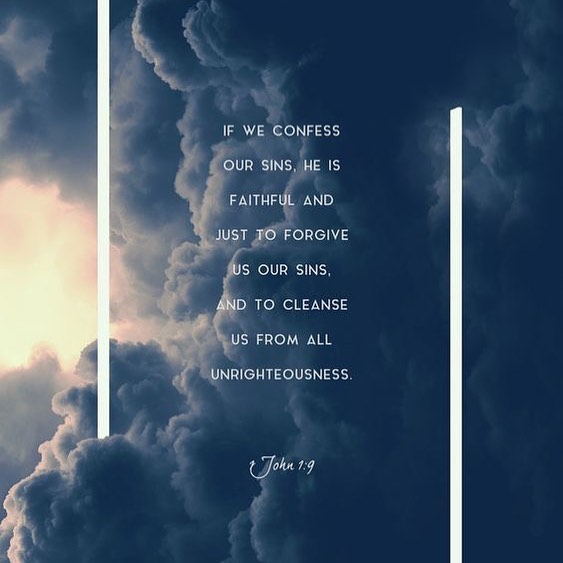 IF WE CONFESS
OUR SINS, HE IS
FAITHFUL AND
JUST TO FORGIVE
US OUR SINS,
AND TO CLEANSE
US FROM ALL
UNRIGHTEOUSNESS.
1 John 1:9